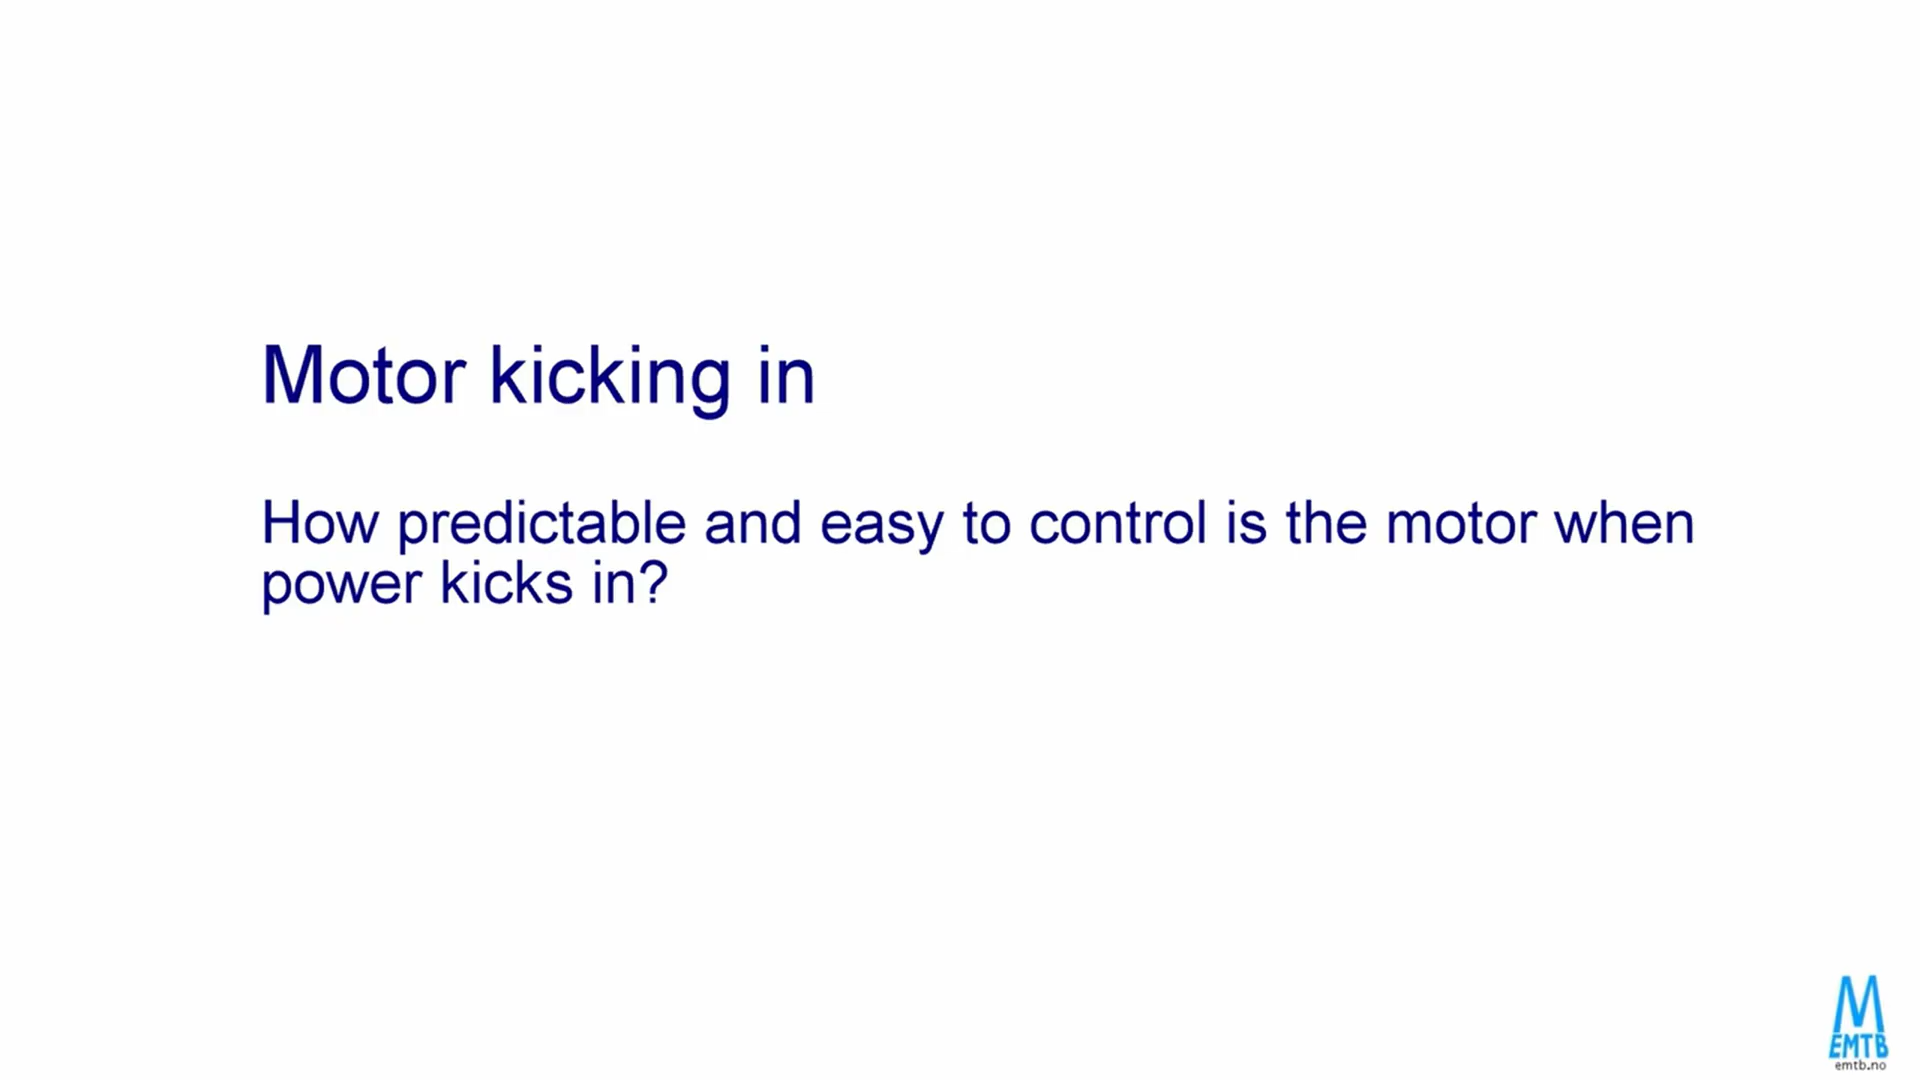 Motor kicking in
How predictable and easy to control is the motor when
power kicks in?
M
EMTB
emtb.no